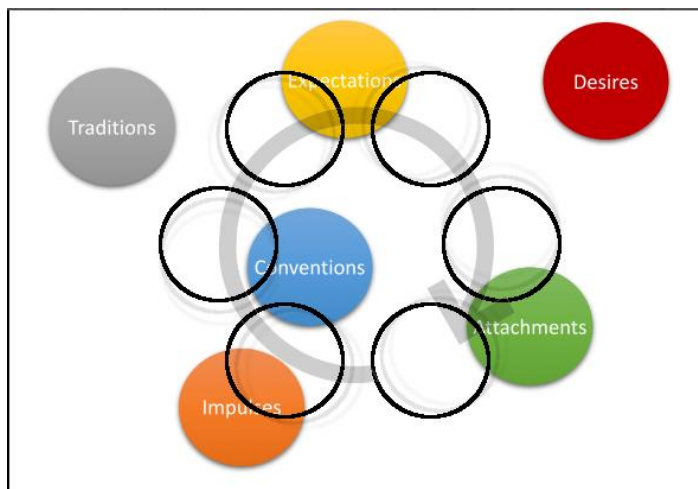 Expectations
Desires
Traditions
Conventions
Attachments
Impulses